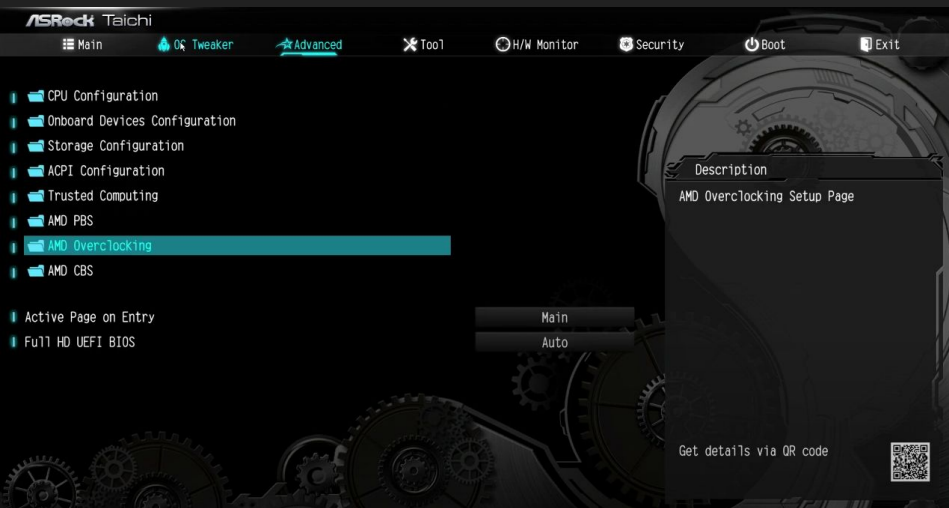 ASRock Taichi
Main OC Tweaker Advanced Tool H/W Monitor Security Boot Exit
CPU Configuration
Onboard Devices Configuration
Storage Configuration
ACPI Configuration
Trusted Computing
AMD PBS
AMD Overclocking
AMD CBS
Active Page on Entry Main
Full HD UEFI BIOS Auto
Description
AMD Overclocking Setup Page
Get details via QR code